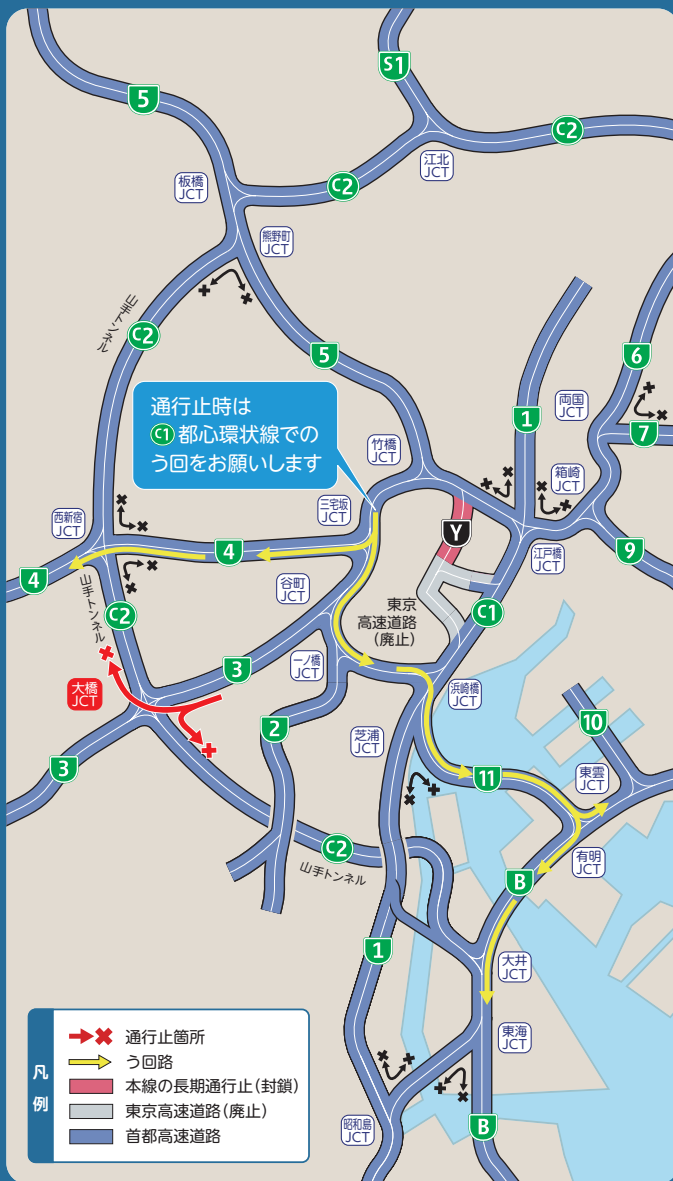 S1
5
C2
江北
JCT
C2
板橋
JCT
熊野町
JCT
山手トンネル
C2
5
6
通行止時は
C1 都心環状線での
う回をお願いします
両国
JCT
1
7
竹橋
JCT
箱崎
JCT
三宅坂
JCT
西新宿
JCT
Y
江戸橋
JCT
4
9
4
谷町
JCT
山手トンネル
C2
東京
高速道路
(廃止)
C1
一ノ橋
JCT
3
大橋
JCT
浜崎橋
JCT
2
芝浦
JCT
10
3
11
東雲
JCT
C2
山手トンネル
有明
JCT
B
1
大井
JCT
東海
JCT
昭和島
JCT
B
凡例
通行止箇所
う回路
本線の長期通行止(封鎖)
東京高速道路(廃止)
首都高速道路